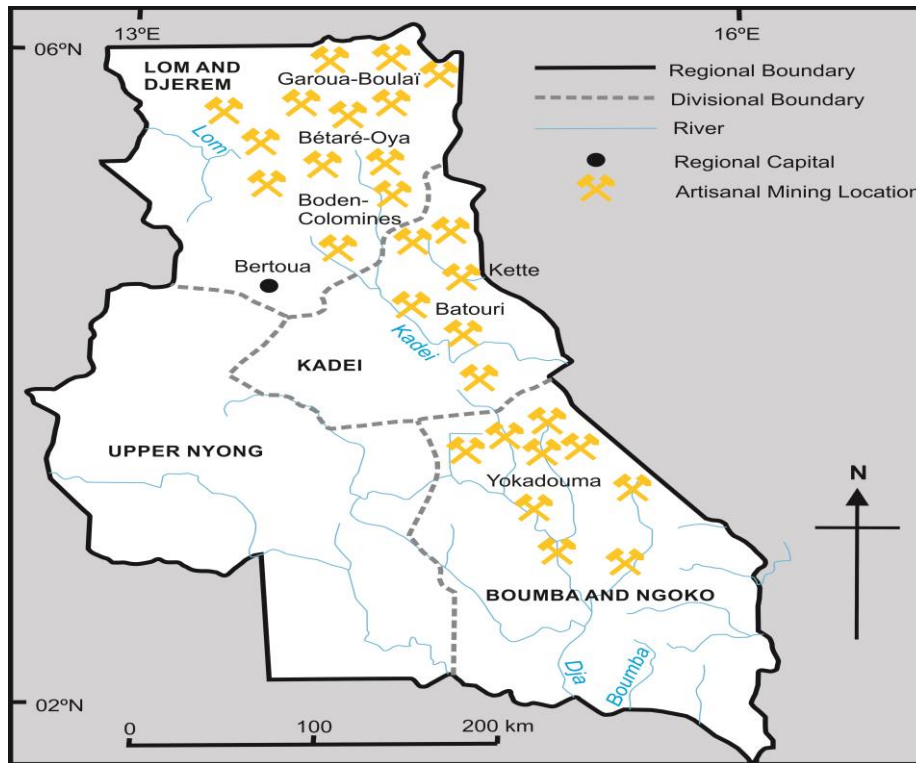 13ºE
16ºE
06ºN
LOM AND
DJEREM
Garoua-Boulaï
Regional Boundary
Divisional Boundary
River
Regional Capital
Artisanal Mining Location
Lom
Bétaré-Oya
Boden-
Colomines
Bertoua
Kette
Batouri
Kadei
KADEI
UPPER NYONG
Yokadouma
N
BOUMBA AND NGOKO
Dja
Boumba
02ºN
0
100
200 km